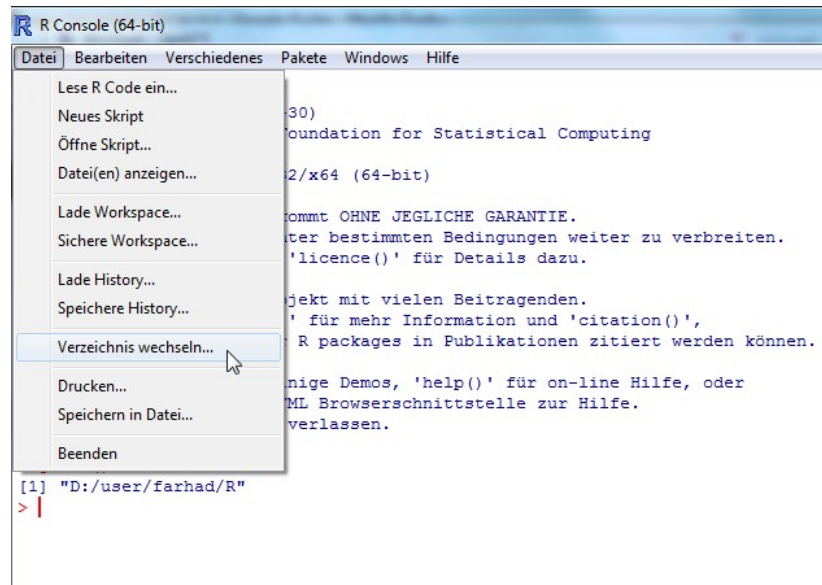 R Console (64-bit)
Datei Bearbeiten Verschiedenes Pakete Windows Hilfe
Lese R Code ein...
Neues Skript
Öffne Skript...
Datei(en) anzeigen...
Lade Workspace...
Sichere Workspace...
Lade History...
Speichere History...
Verzeichnis wechseln...
Drucken...
Speichern in Datei...
Beenden
30)
oundation for Statistical Computing
2/x64 (64-bit)
ommt OHNE JEGLICHE GARANTIE.
ter bestimmten Bedingungen weiter zu verbreiten.
'licence()' für Details dazu.
jekt mit vielen Beitragenden.
' für mehr Information und 'citation()',
R packages in Publikationen zitiert werden können.
nige Demos, 'help()' für on-line Hilfe, oder
ML Browserschnittstelle zur Hilfe.
verlassen.
[1] "D:/user/farhad/R"
>